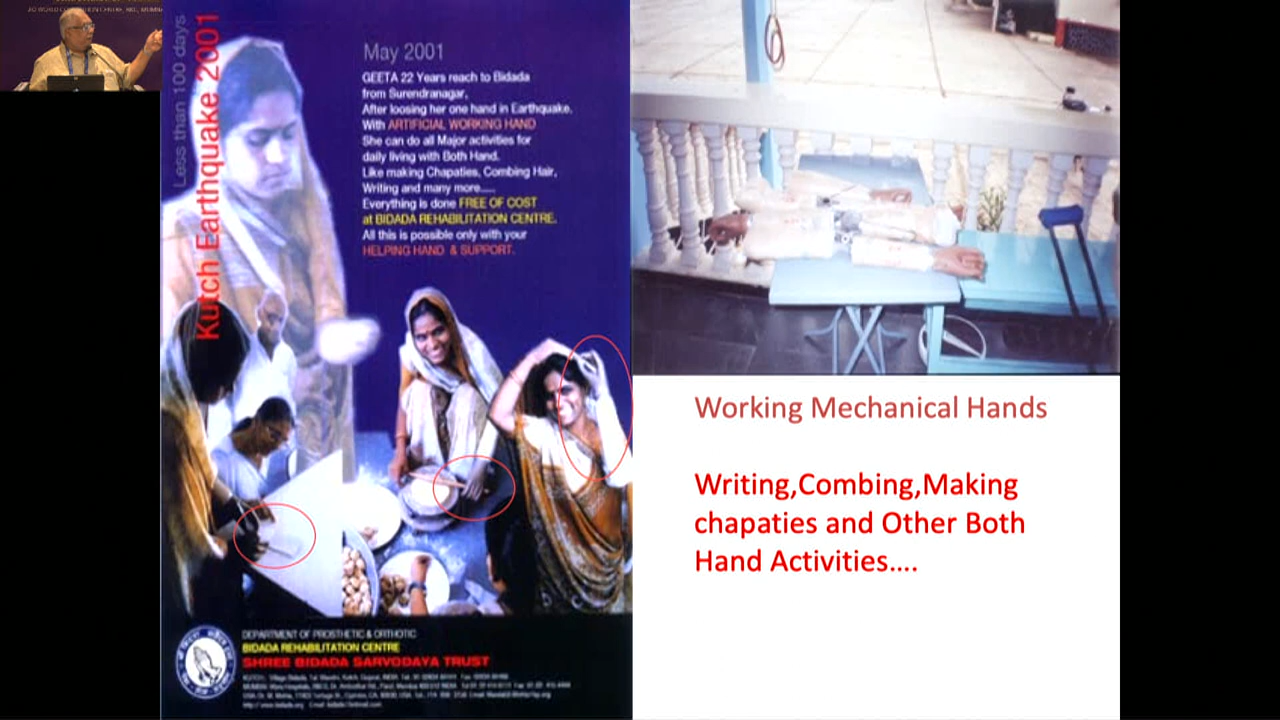 Less than 100 days
Kutch Earthquake 2001
May 2001
GEETA 22 Years reach to Bidada
from Surendranagar,
After loosing her one hand in Earthquake.
With ARTIFICIAL WORKING HAND
She can do all Major activities for
daily living with Both Hand.
Like making Chapaties, Combing Hair,
Writing and many more.....
Everything is done FREE OF COST
at BIDADA REHABILITATION CENTRE.
All this is possible only with your
HELPING HAND & SUPPORT.
DEPARTMENT OF PROSTHETIC & ORTHOTIC
BIDADA REHABILITATION CENTRE
SHREE BIDADA SARVODAYA TRUST
Working Mechanical Hands
Writing,Combing,Making
chapaties and Other Both
Hand Activities....